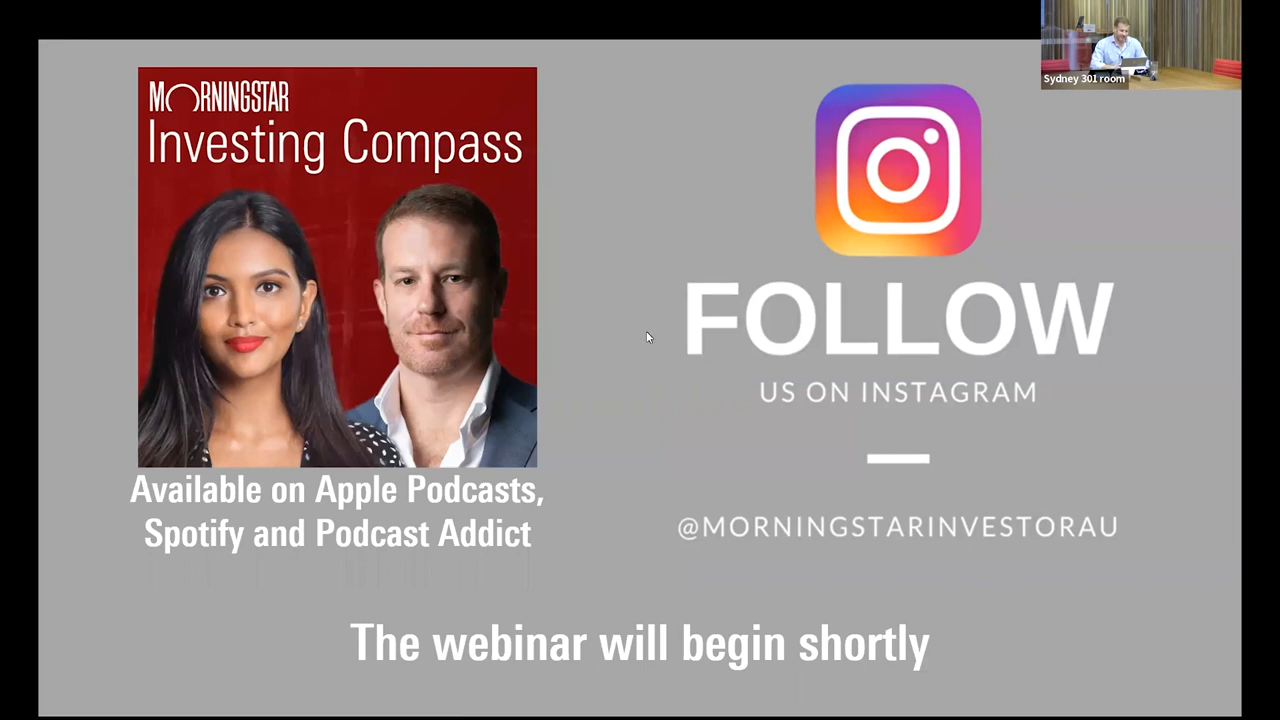 MORNINGSTAR
Investing Compass
Available on Apple Podcasts,
Spotify and Podcast Addict
Sydney 301 room
FOLLOW
US ON INSTAGRAM
@MORNINGSTARINVESTORAU
The webinar will begin shortly